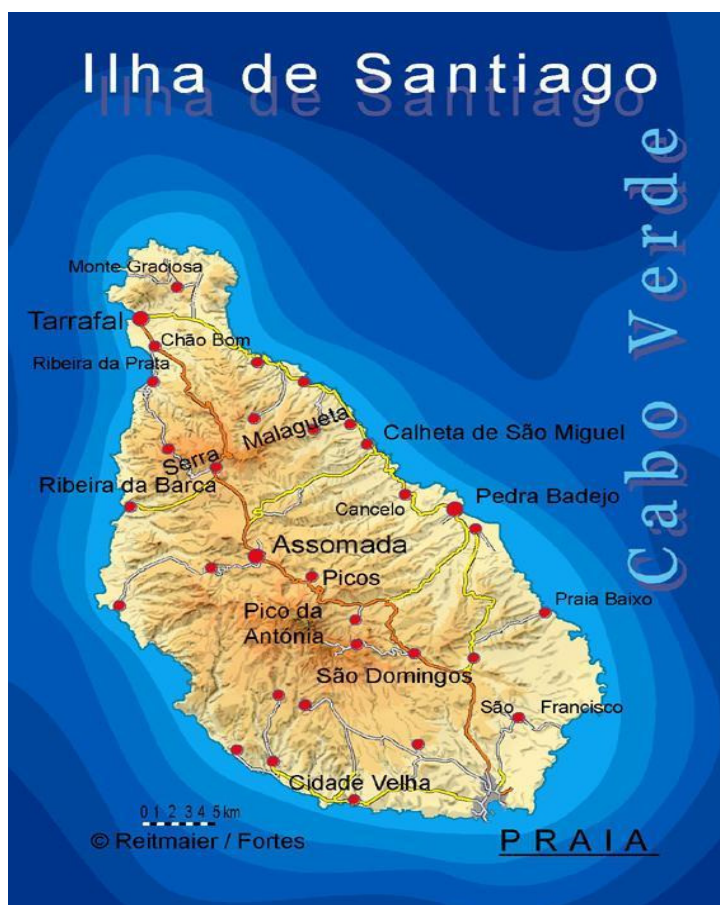 Ilha de Santiago
Cabo Verde
Monte Graciosa
Tarrafal
Chão Bom
Ribeira da Prata
Serra Malagueta
Calheta de São Miguel
Ribeira da Barca
Cancelo
Pedra Badejo
Assomada
Picos
Praia Baixo
Pico da
Antónia
São Domingos
São Francisco
Cidade Velha
0 1 2 3 4 5 km
© Reitmaier / Fortes
PRAIA